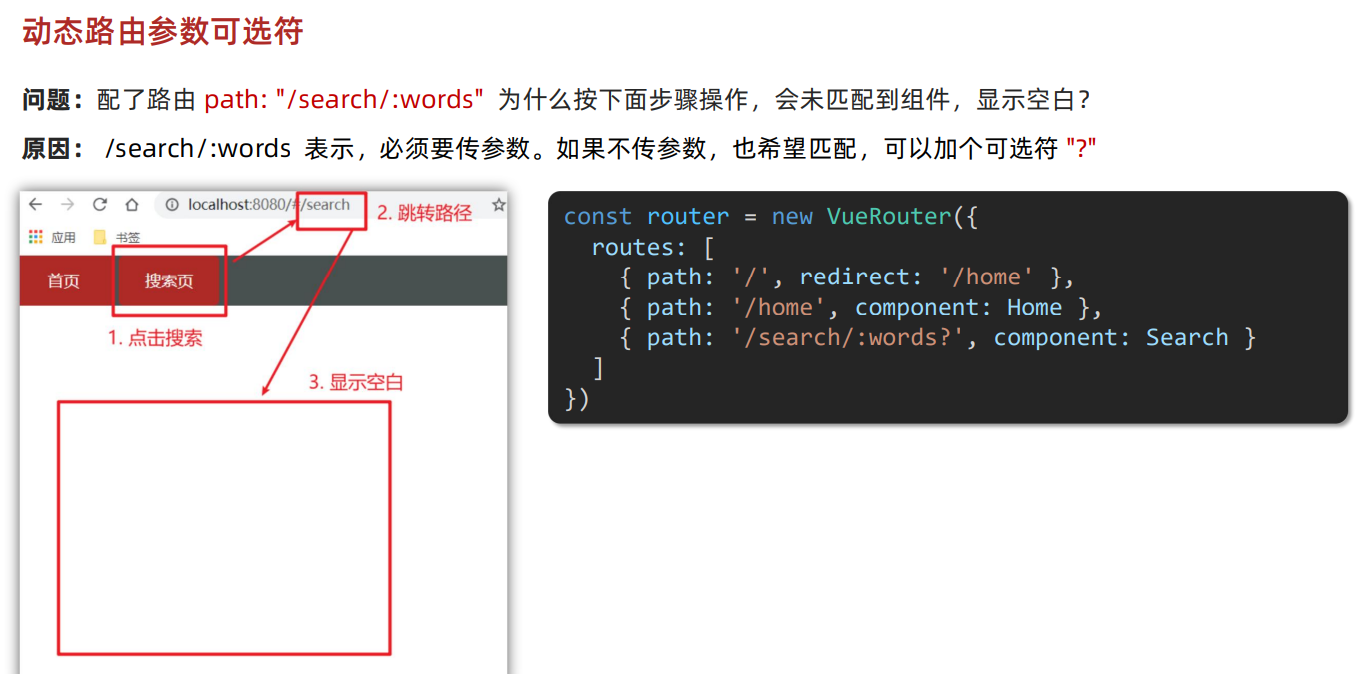 动态路由参数可选符
问题：配了路由 path: "/search/:words" 为什么按下面步骤操作，会未匹配到组件，显示空白？
原因： /search/:words 表示，必须要传参数。如果不传参数，也希望匹配，可以加个可选符 "?"
localhost:8080/#/search
2. 跳转路径
应用 书签
首页 搜索页
1. 点击搜索
3. 显示空白
const router = new VueRouter({
routes: [
{ path: '/', redirect: '/home' },
{ path: '/home', component: Home },
{ path: '/search/:words?', component: Search }
]
})